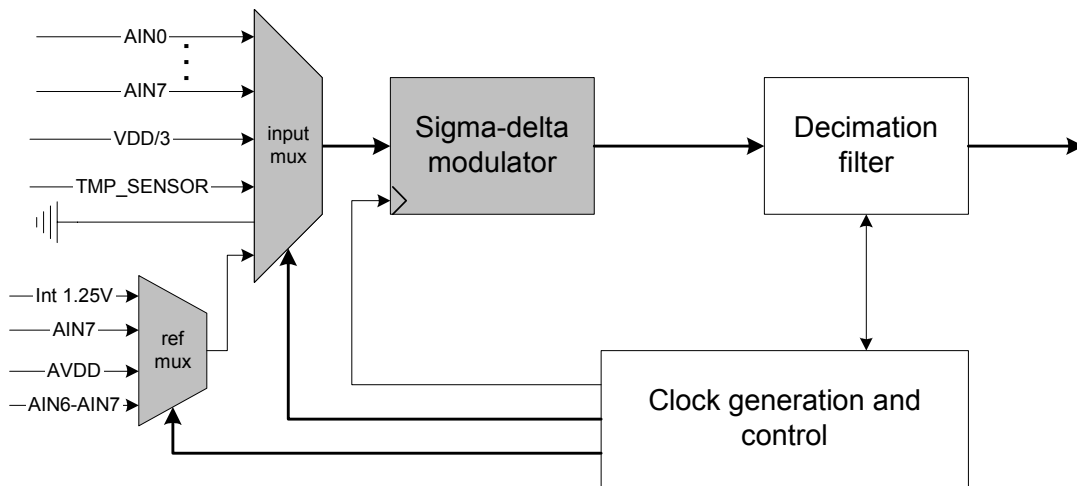 AIN0
AIN7
VDD/3
TMP_SENSOR
input
mux
Sigma-delta
modulator
Decimation
filter
Int 1.25V
AIN7
AVDD
AIN6-AIN7
ref
mux
Clock generation and
control